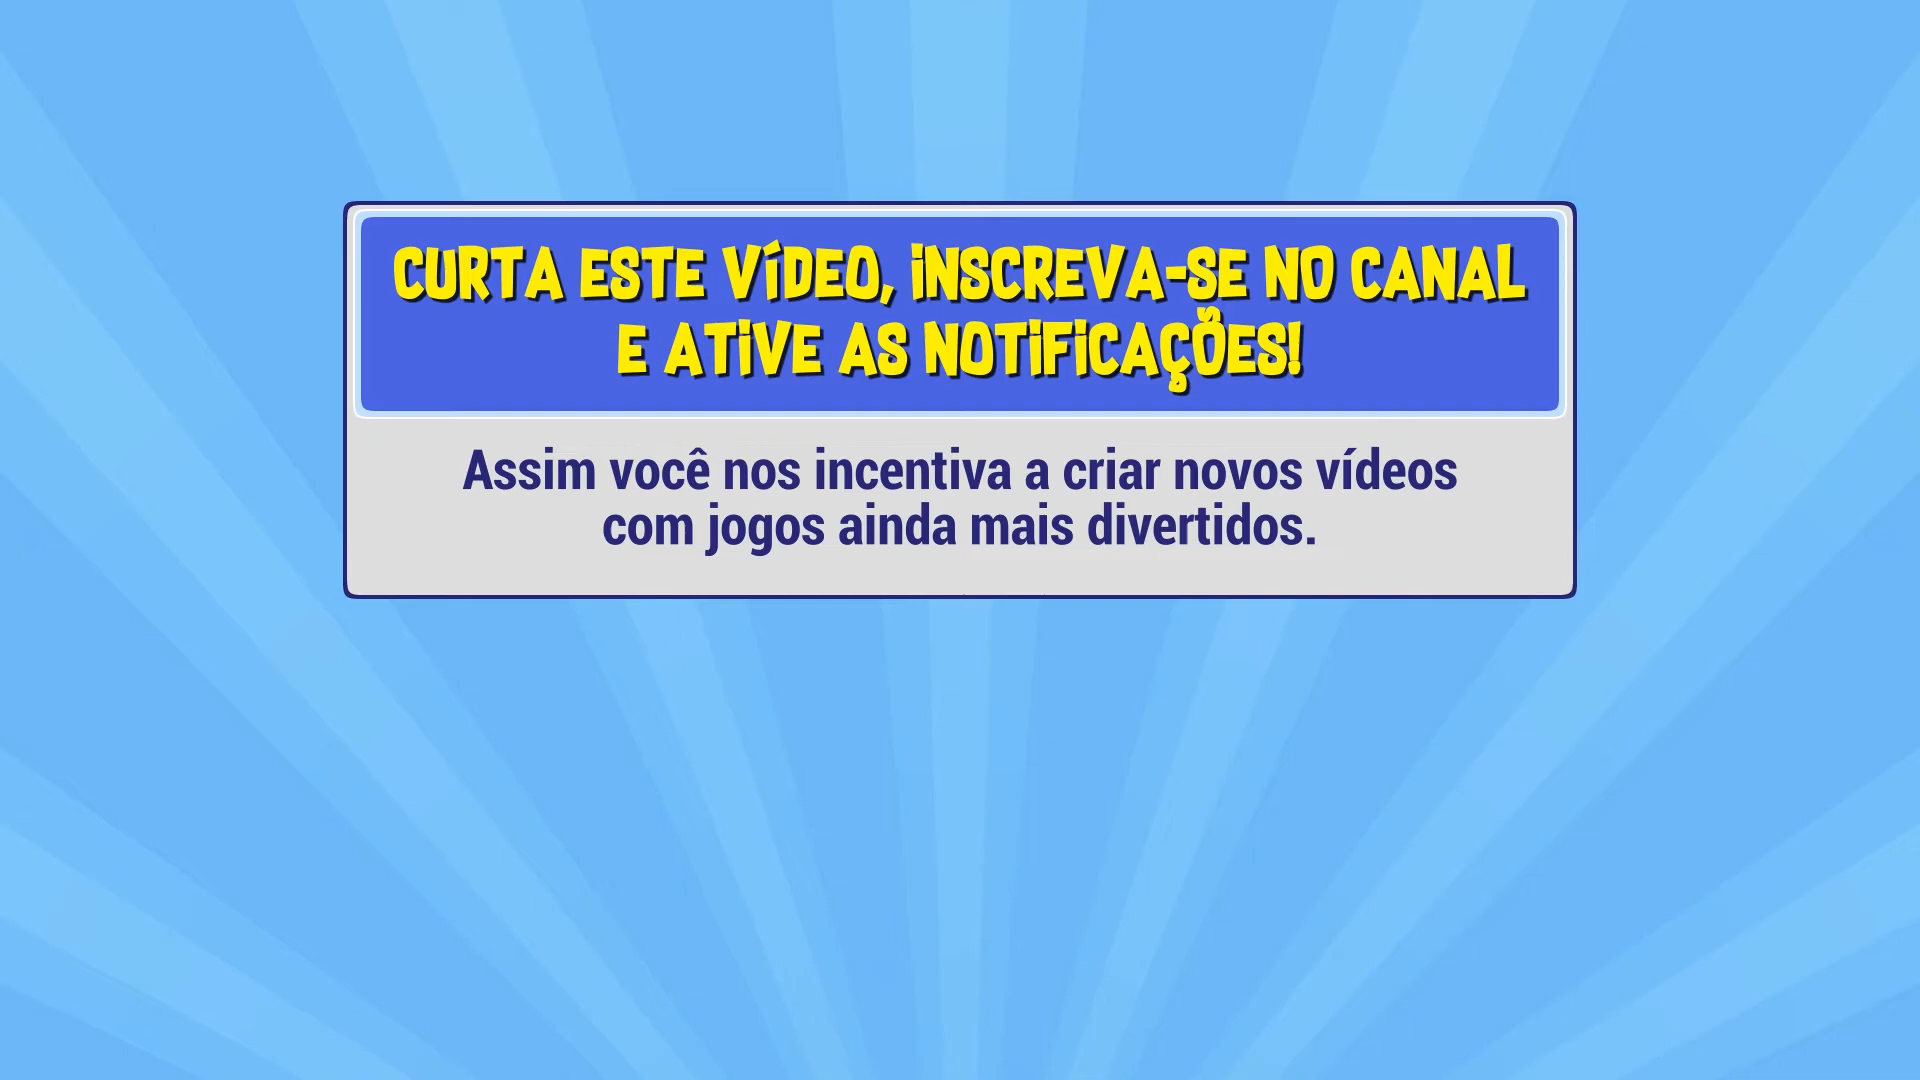 CURTA ESTE VÍDEO, INSCREVA-SE NO CANAL
E ATIVE AS NOTIFICAÇÕES!
Assim você nos incentiva a criar novos vídeos
com jogos ainda mais divertidos.